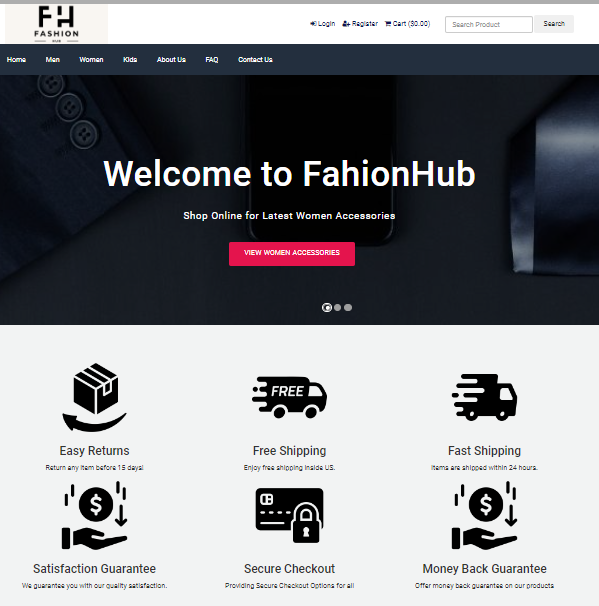 FH
FASHION
HUB
Login Register Cart ($0.00) Search Product Search
Home Men Women Kids About Us FAQ Contact Us
Welcome to FahionHub
Shop Online for Latest Women Accessories
VIEW WOMEN ACCESSORIES
FREE
Easy Returns Free Shipping Fast Shipping
Return any item before 15 days! Enjoy free shipping inside US. Items are shipped within 24 hours.
$ $
Satisfaction Guarantee Secure Checkout Money Back Guarantee
We guarantee you with our quality satisfaction. Providing Secure Checkout Options for all Offer money back guarantee on our products